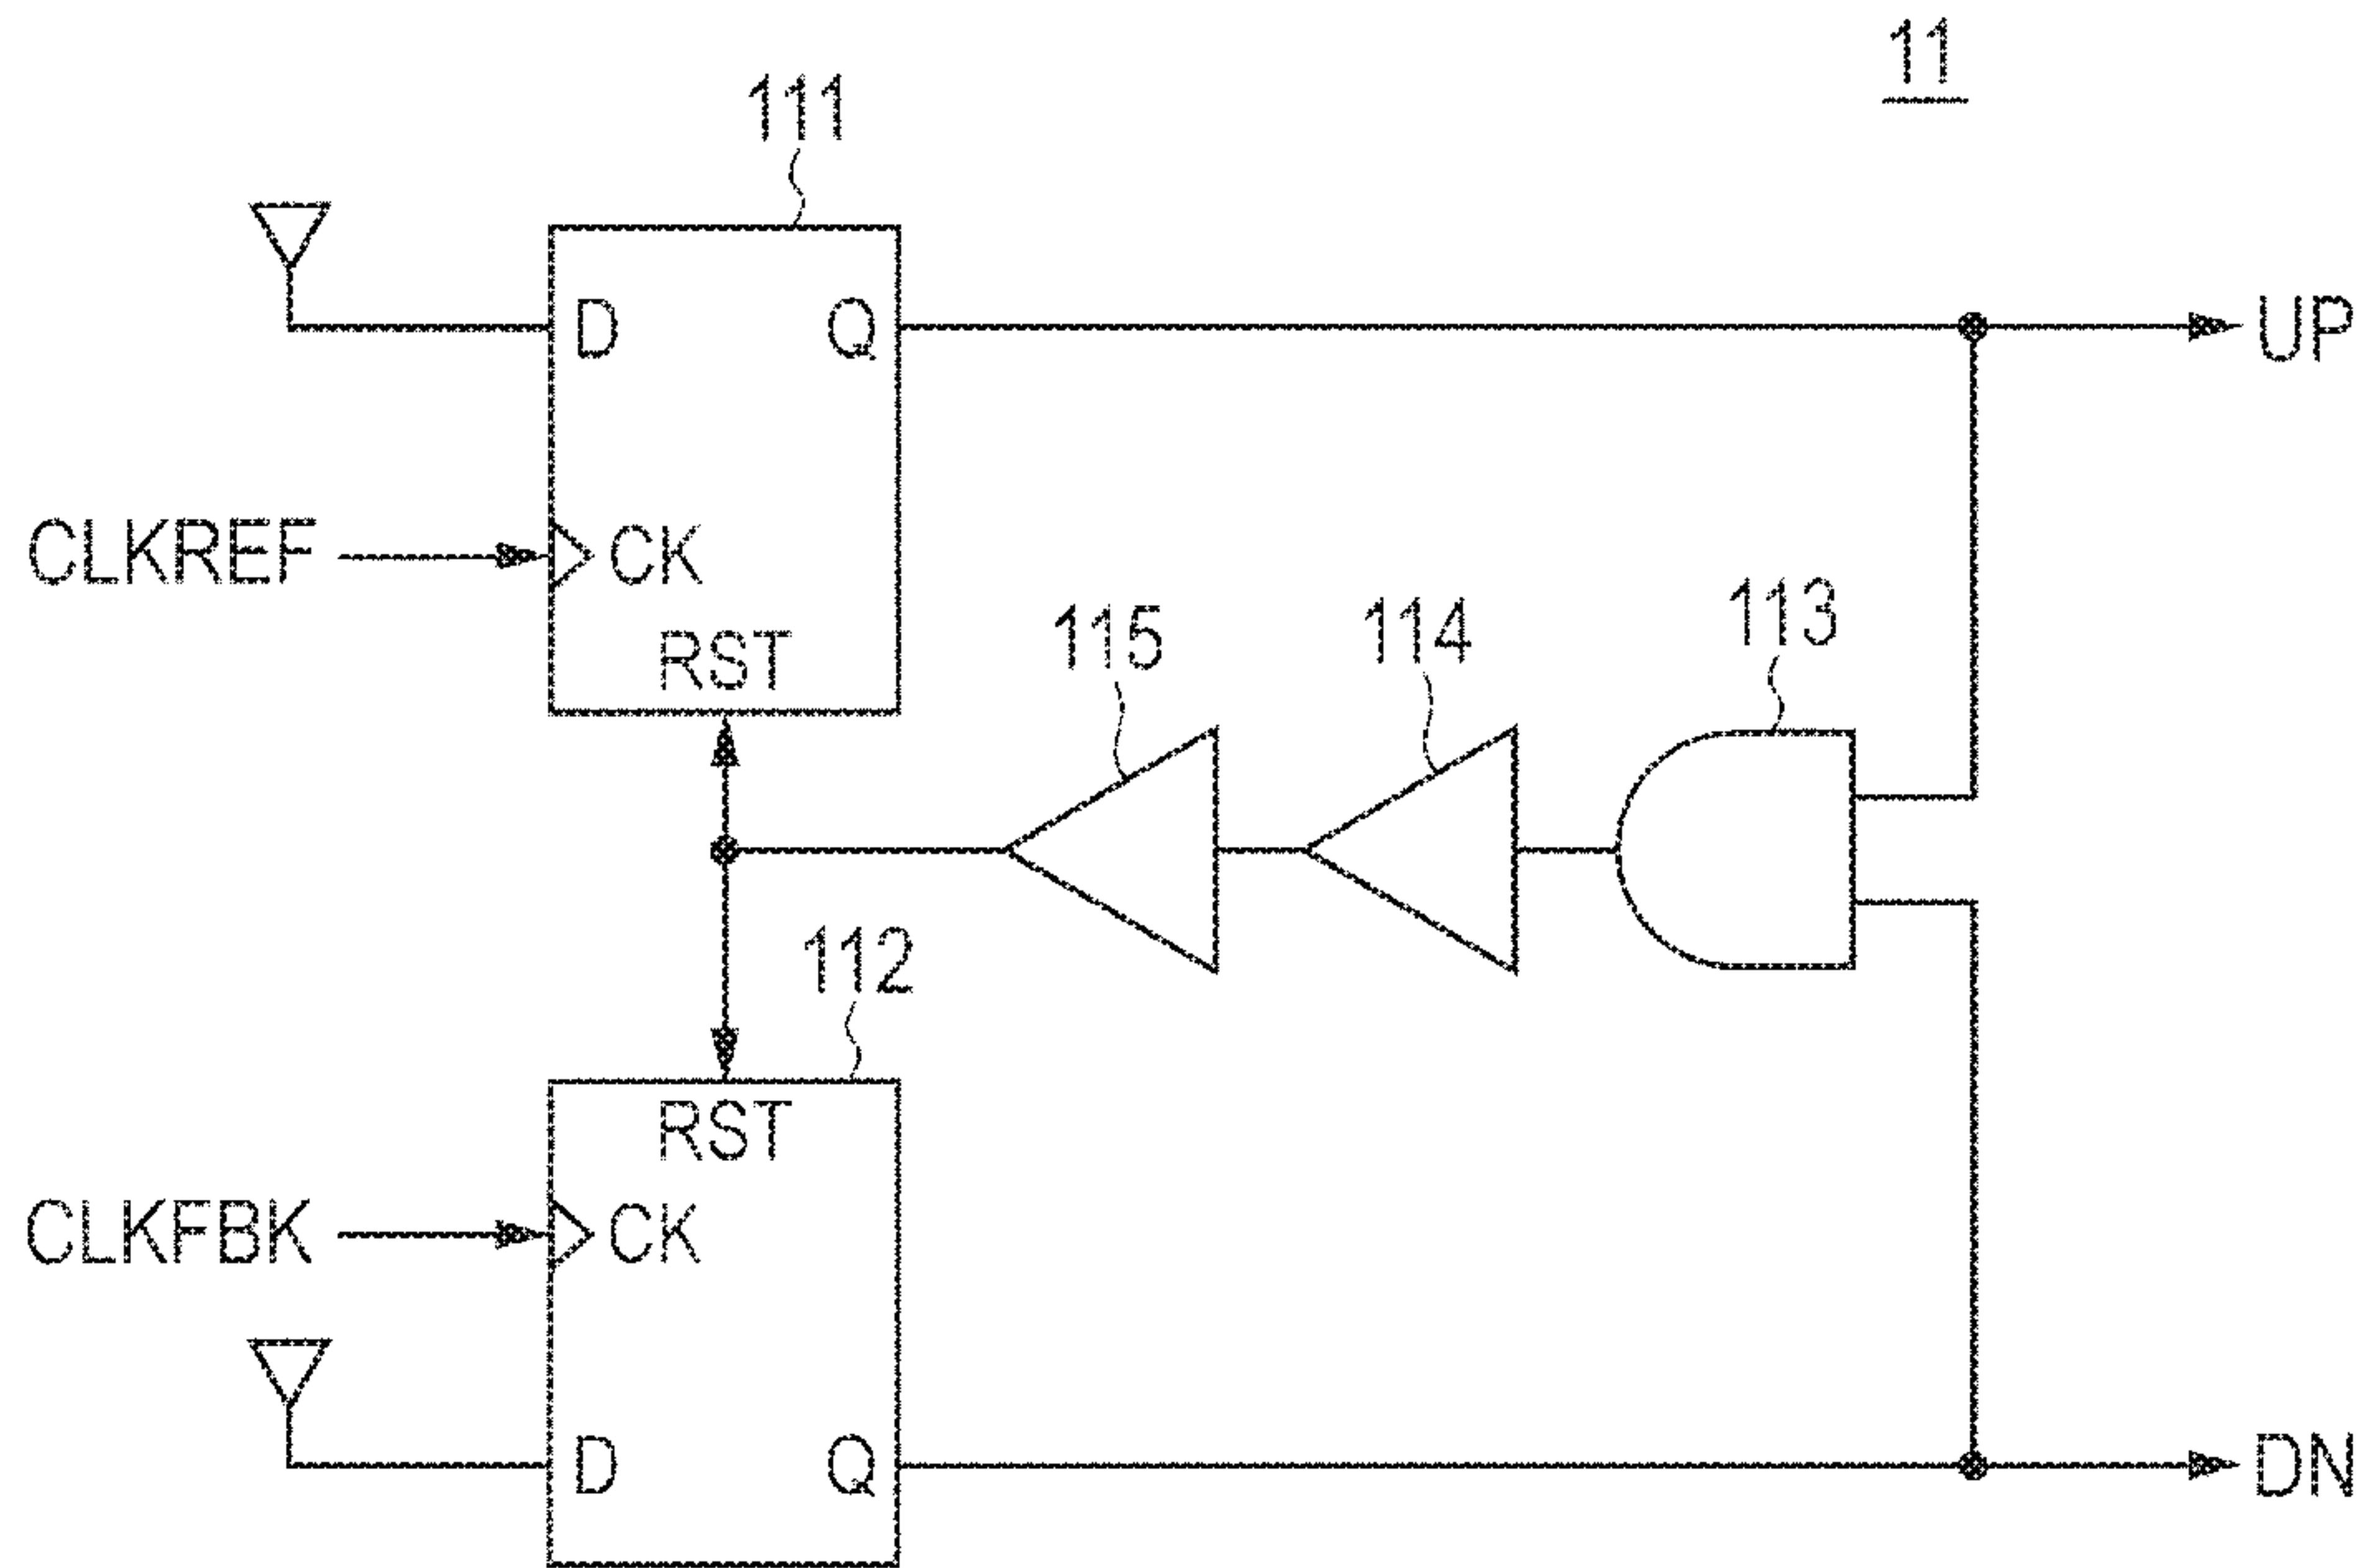 11
111
D Q
UP
CLKREF
CK
RST
115
114
113
112
RST
CLKFBK
CK
D Q
DN